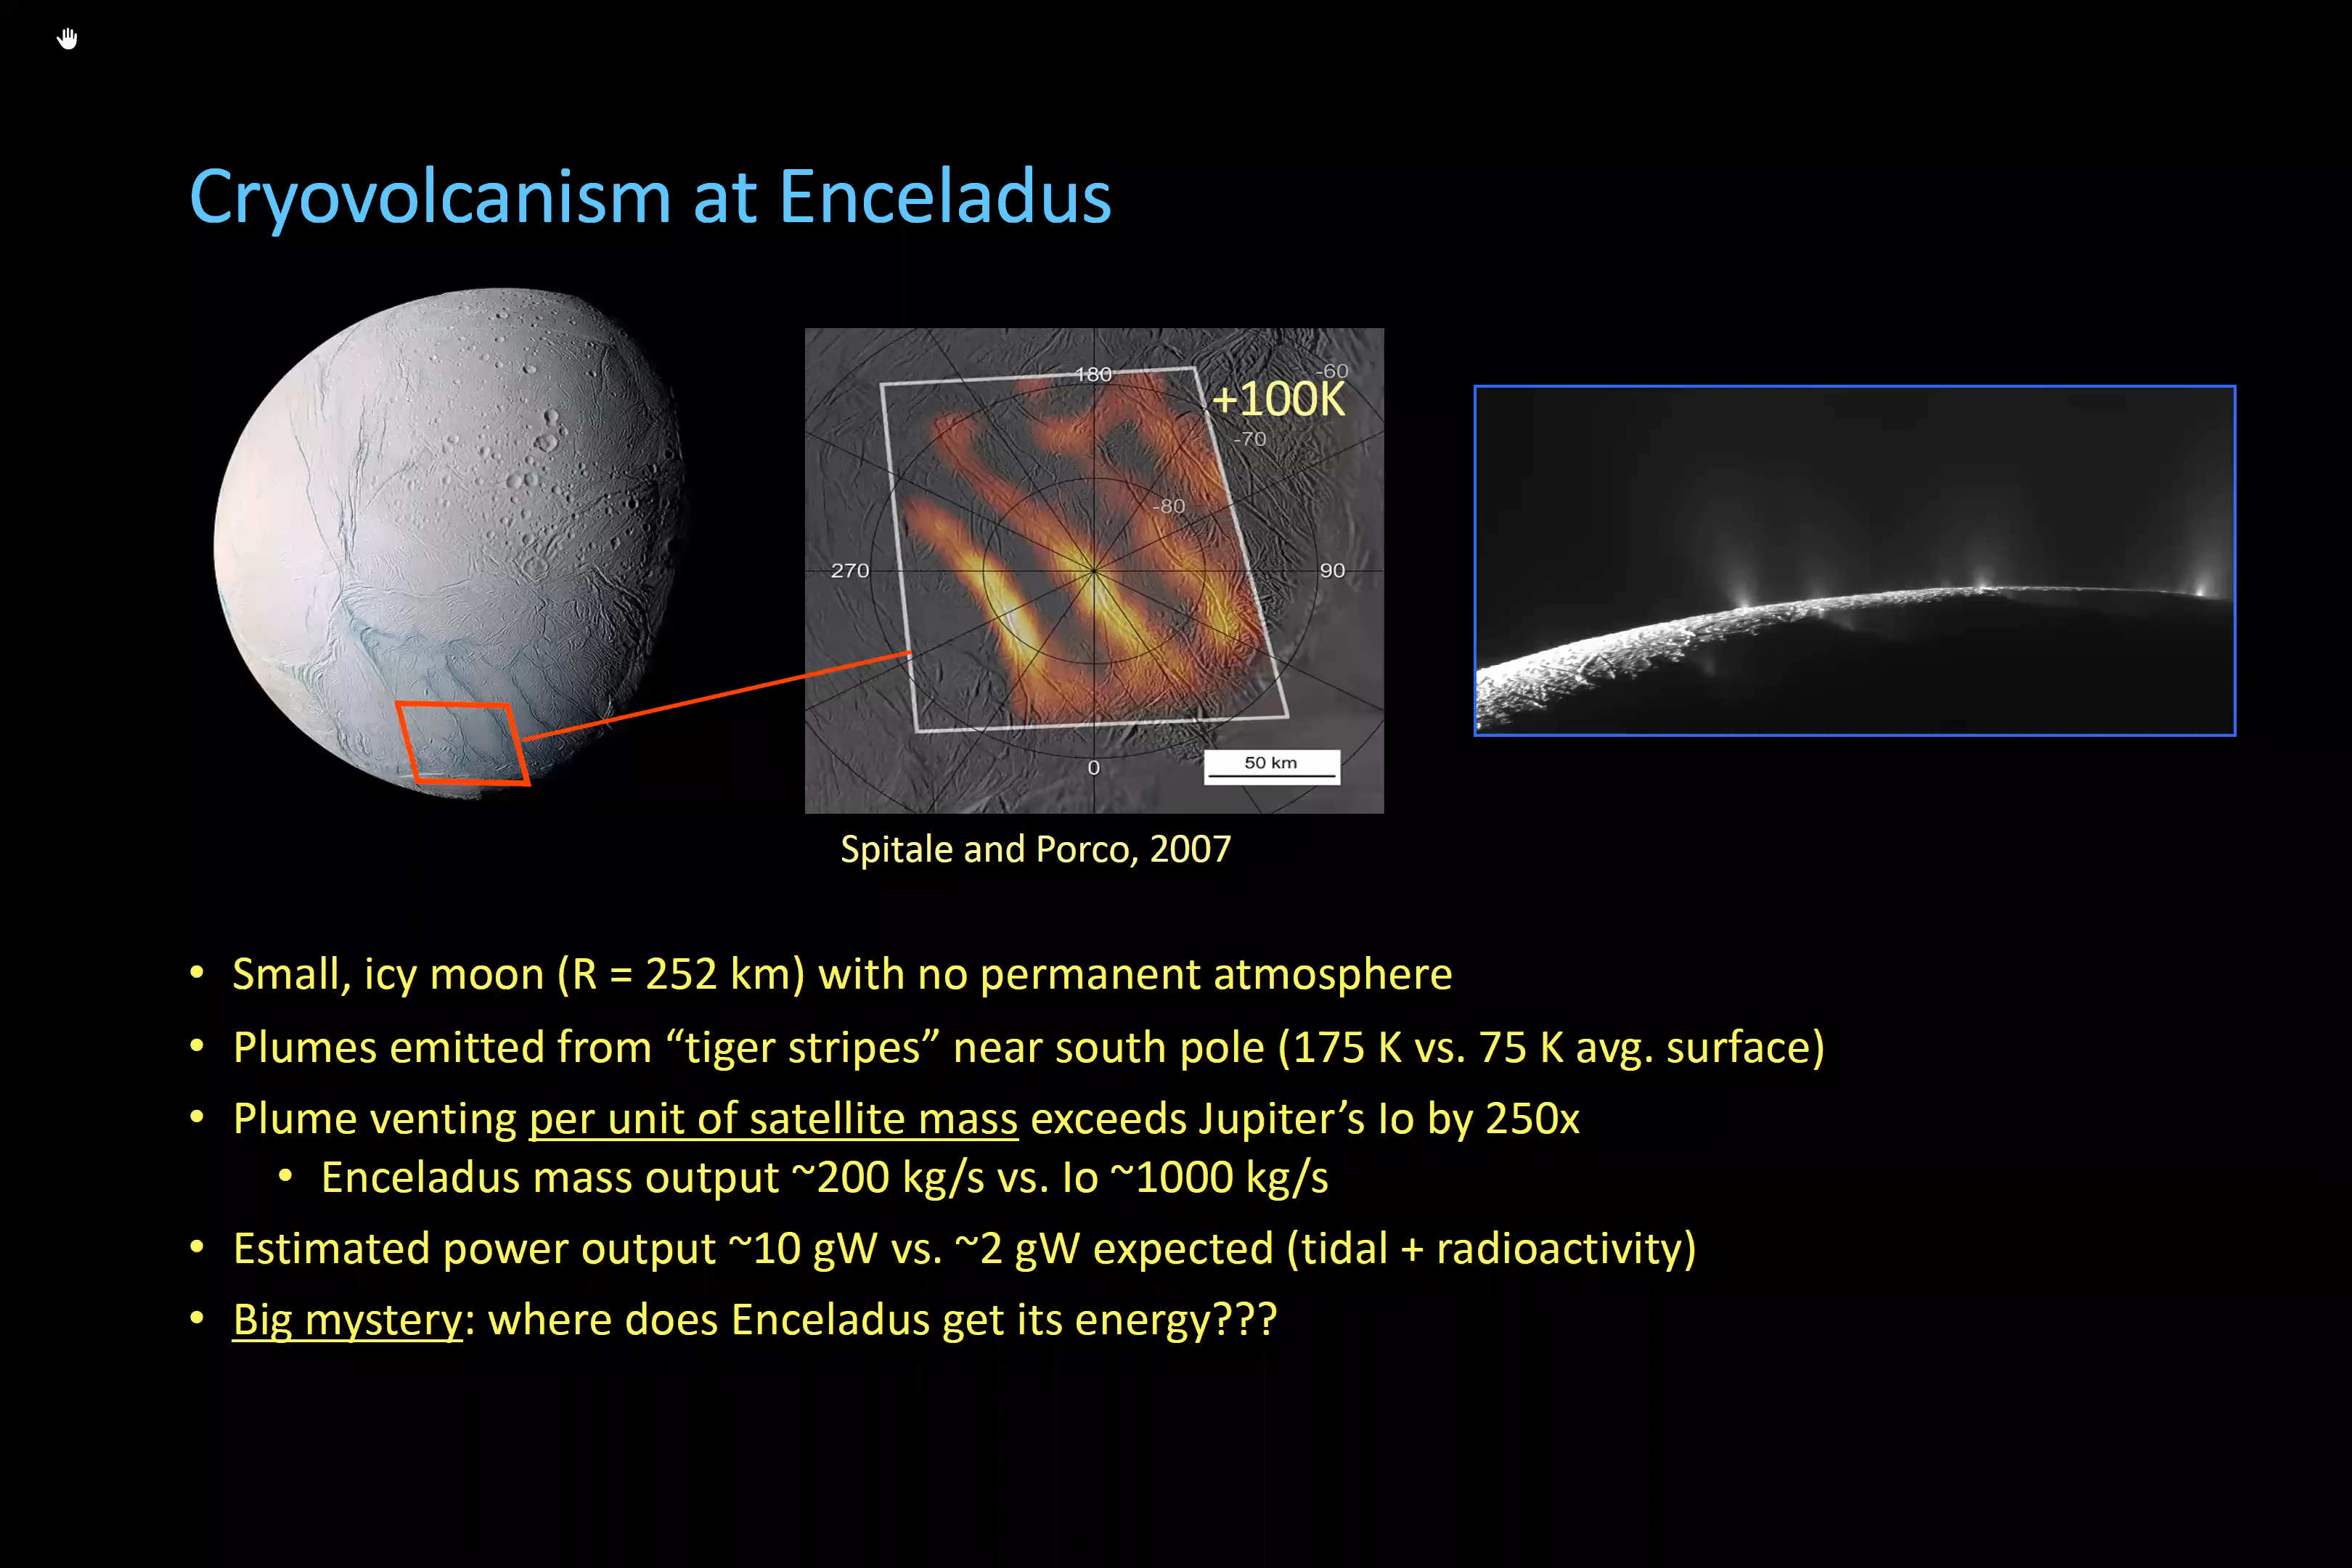 Cryovolcanism at Enceladus
180
-60
+100K
-70
-80
270
90
0
50 km
Spitale and Porco, 2007
• Small, icy moon (R = 252 km) with no permanent atmosphere
• Plumes emitted from “tiger stripes” near south pole (175 K vs. 75 K avg. surface)
• Plume venting per unit of satellite mass exceeds Jupiter’s Io by 250x
• Enceladus mass output ~200 kg/s vs. Io ~1000 kg/s
• Estimated power output ~10 gW vs. ~2 gW expected (tidal + radioactivity)
• Big mystery: where does Enceladus get its energy???